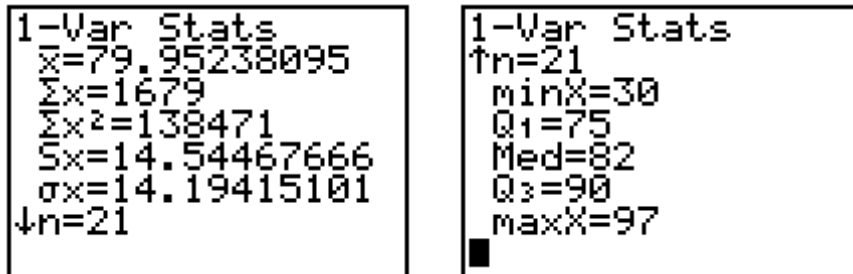 1-Var Stats
x̄=79.95238095
Σx=1679
Σx²=138471
Sx=14.54467666
σx=14.19415101
↓n=21
1-Var Stats
↑n=21
minX=30
Q₁=75
Med=82
Q₃=90
maxX=97